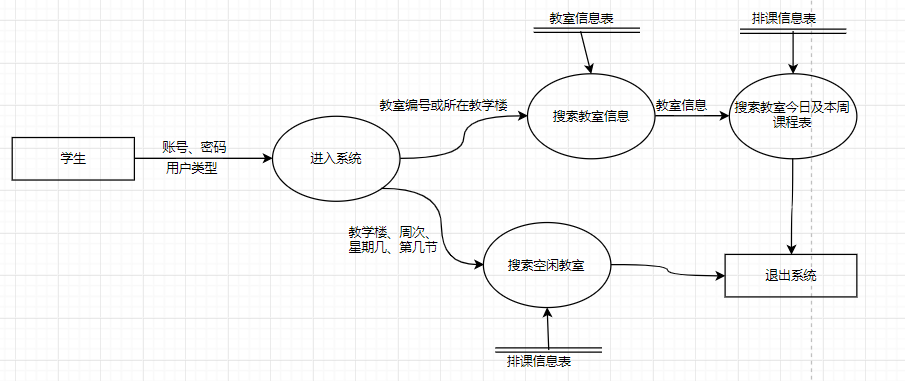 教室信息表
排课信息表
教室编号或所在教学楼
搜索教室信息
教室信息
搜索教室今日及本周
课程表
学生
账号、密码
用户类型
进入系统
教学楼、周次、
星期几、第几节
搜索空闲教室
退出系统
排课信息表